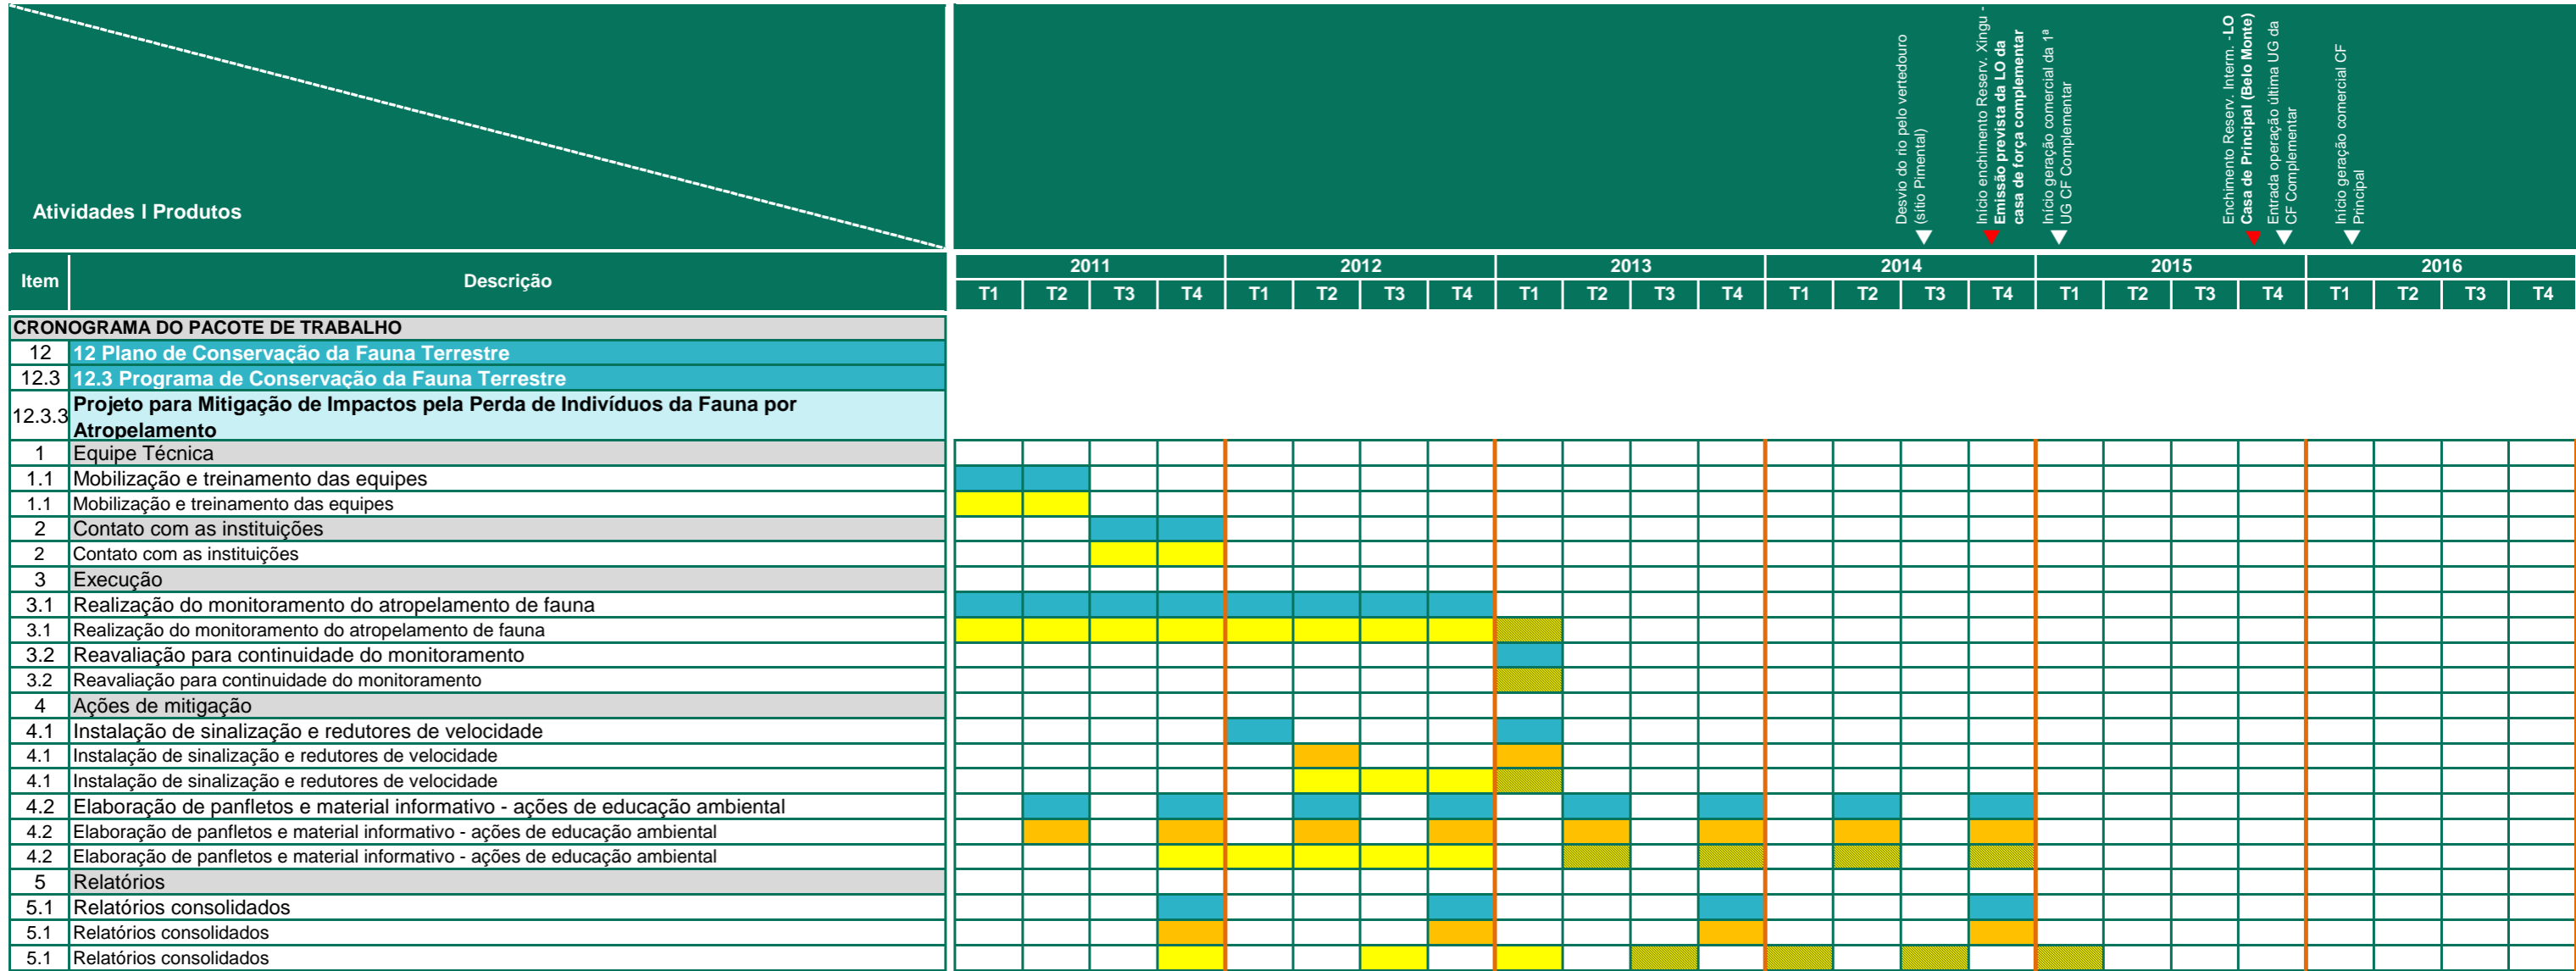 Atividades I Produtos
Desvio do rio pelo vertedouro
(sítio Pimental)
Início enchimento Reserv. Xingu -
Emissão prevista da LO da
casa de força complementar
Início geração comercial da 1ª
UG CF Complementar
Enchimento Reserv. Interm. -LO
Casa de Principal (Belo Monte)
Entrada operação última UG da
CF Complementar
Início geração comercial CF
Principal
Item Descrição 2011 2012 2013 2014 2015 2016
T1 T2 T3 T4 T1 T2 T3 T4 T1 T2 T3 T4 T1 T2 T3 T4 T1 T2 T3 T4 T1 T2 T3 T4
CRONOGRAMA DO PACOTE DE TRABALHO
12 12 Plano de Conservação da Fauna Terrestre
12.3 12.3 Programa de Conservação da Fauna Terrestre
12.3.3 Projeto para Mitigação de Impactos pela Perda de Indivíduos da Fauna por
Atropelamento
1 Equipe Técnica
1.1 Mobilização e treinamento das equipes
1.1 Mobilização e treinamento das equipes
2 Contato com as instituições
2 Contato com as instituições
3 Execução
3.1 Realização do monitoramento do atropelamento de fauna
3.1 Realização do monitoramento do atropelamento de fauna
3.2 Reavaliação para continuidade do monitoramento
3.2 Reavaliação para continuidade do monitoramento
4 Ações de mitigação
4.1 Instalação de sinalização e redutores de velocidade
4.1 Instalação de sinalização e redutores de velocidade
4.1 Instalação de sinalização e redutores de velocidade
4.2 Elaboração de panfletos e material informativo - ações de educação ambiental
4.2 Elaboração de panfletos e material informativo - ações de educação ambiental
4.2 Elaboração de panfletos e material informativo - ações de educação ambiental
5 Relatórios
5.1 Relatórios consolidados
5.1 Relatórios consolidados
5.1 Relatórios consolidados